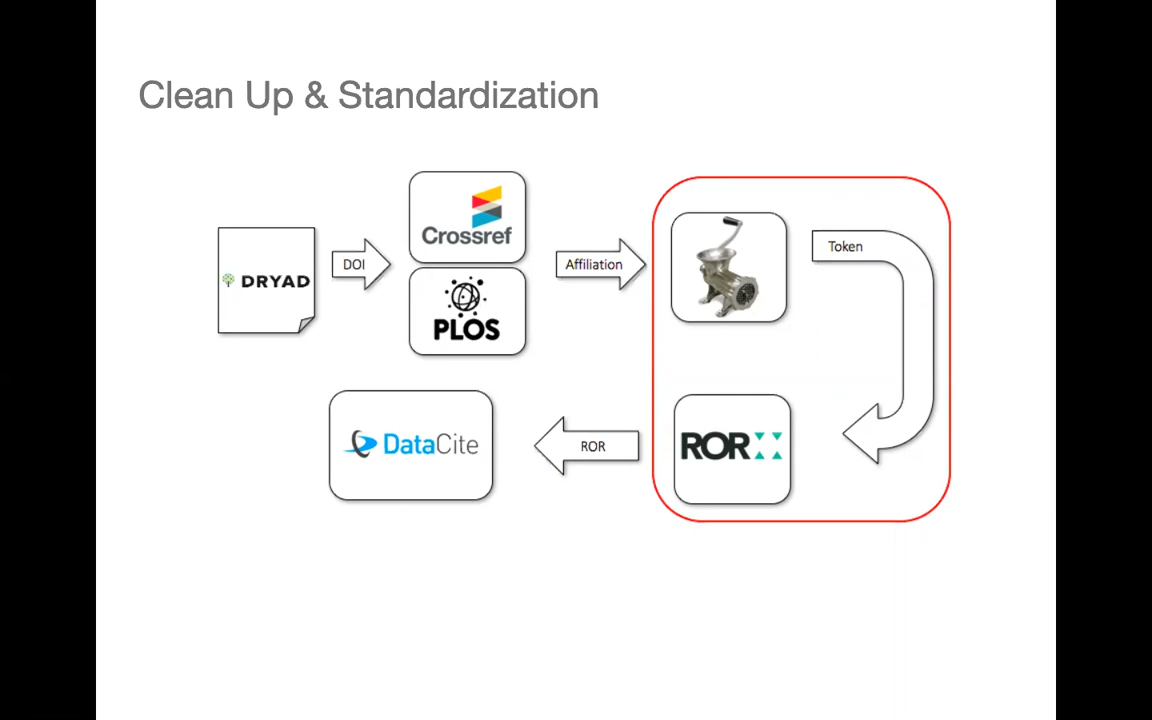 Clean Up & Standardization
DRYAD
DOI
Crossref
PLOS
Affiliation
Token
ROR
ROR
DataCite